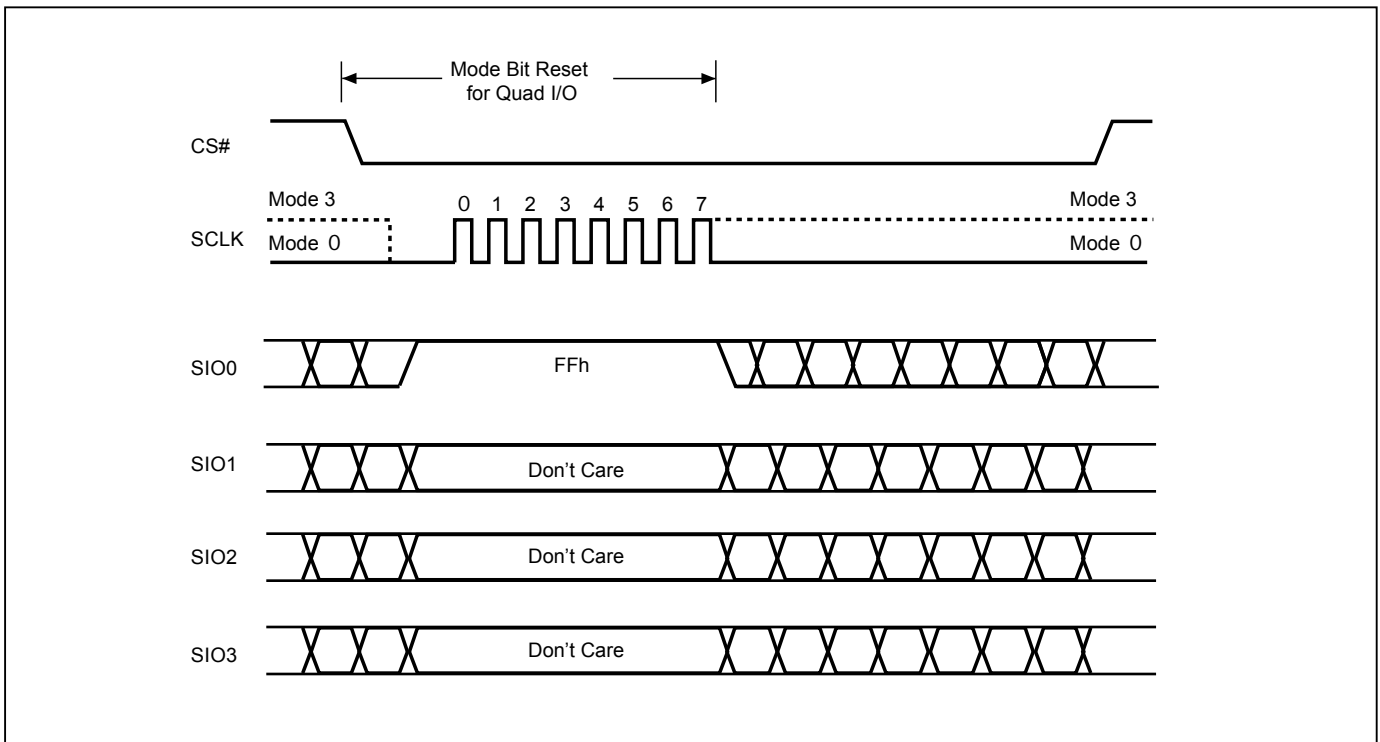 Mode Bit Reset
for Quad I/O
CS#
Mode 3
0 1 2 3 4 5 6 7
Mode 3
SCLK
Mode 0
Mode 0
SIO0
FFh
SIO1
Don't Care
SIO2
Don't Care
SIO3
Don't Care